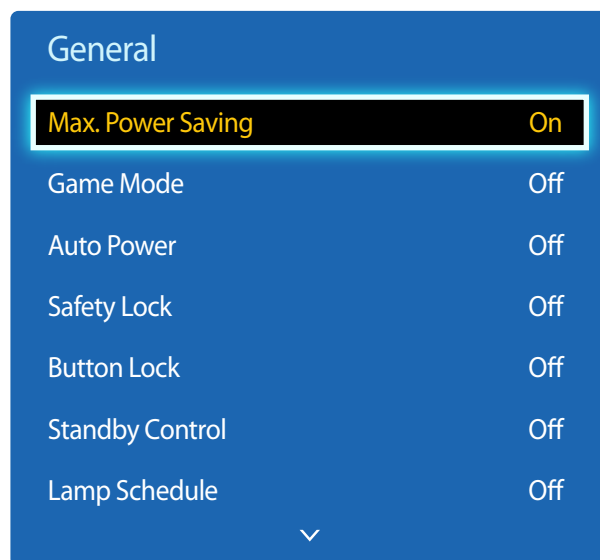 General
Max. Power Saving On
Game Mode Off
Auto Power Off
Safety Lock Off
Button Lock Off
Standby Control Off
Lamp Schedule Off